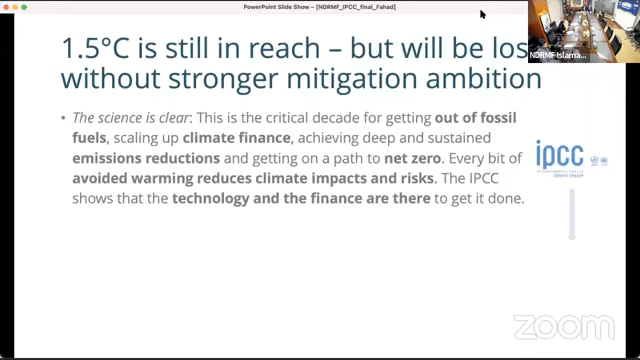 PowerPoint Slide Show – [NDRMF_IPCC_final_Fahad]
1.5°C is still in reach – but will be los
without stronger mitigation ambition
• The science is clear: This is the critical decade for getting out of fossil
fuels, scaling up climate finance, achieving deep and sustained
emissions reductions and getting on a path to net zero. Every bit of
avoided warming reduces climate impacts and risks. The IPCC
shows that the technology and the finance are there to get it done.
NDRMF Islama...
ipcc
zoom